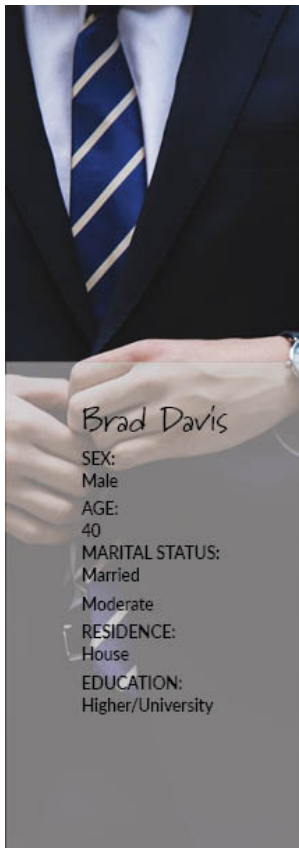 Brad Davis
SEX:
Male
AGE:
40
MARITAL STATUS:
Married
Moderate
RESIDENCE:
House
EDUCATION:
Higher/University